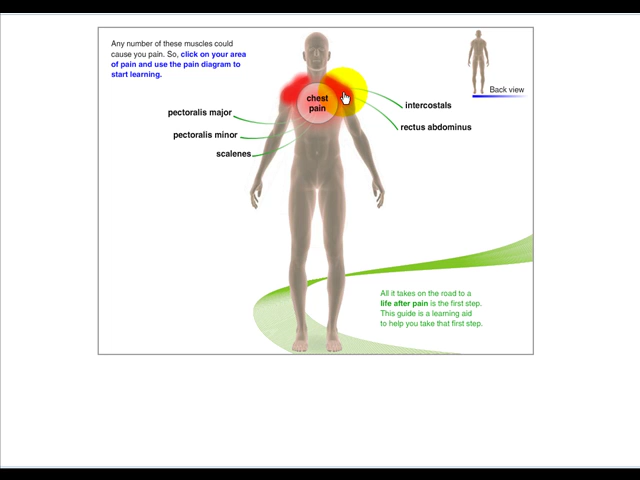 Any number of these muscles could
cause you pain. So, click on your area
of pain and use the pain diagram to
start learning.
Back view
chest
pain
intercostals
pectoralis major
rectus abdominus
pectoralis minor
scalenes
All it takes on the road to a
life after pain is the first step.
This guide is a learning aid
to help you take that first step.